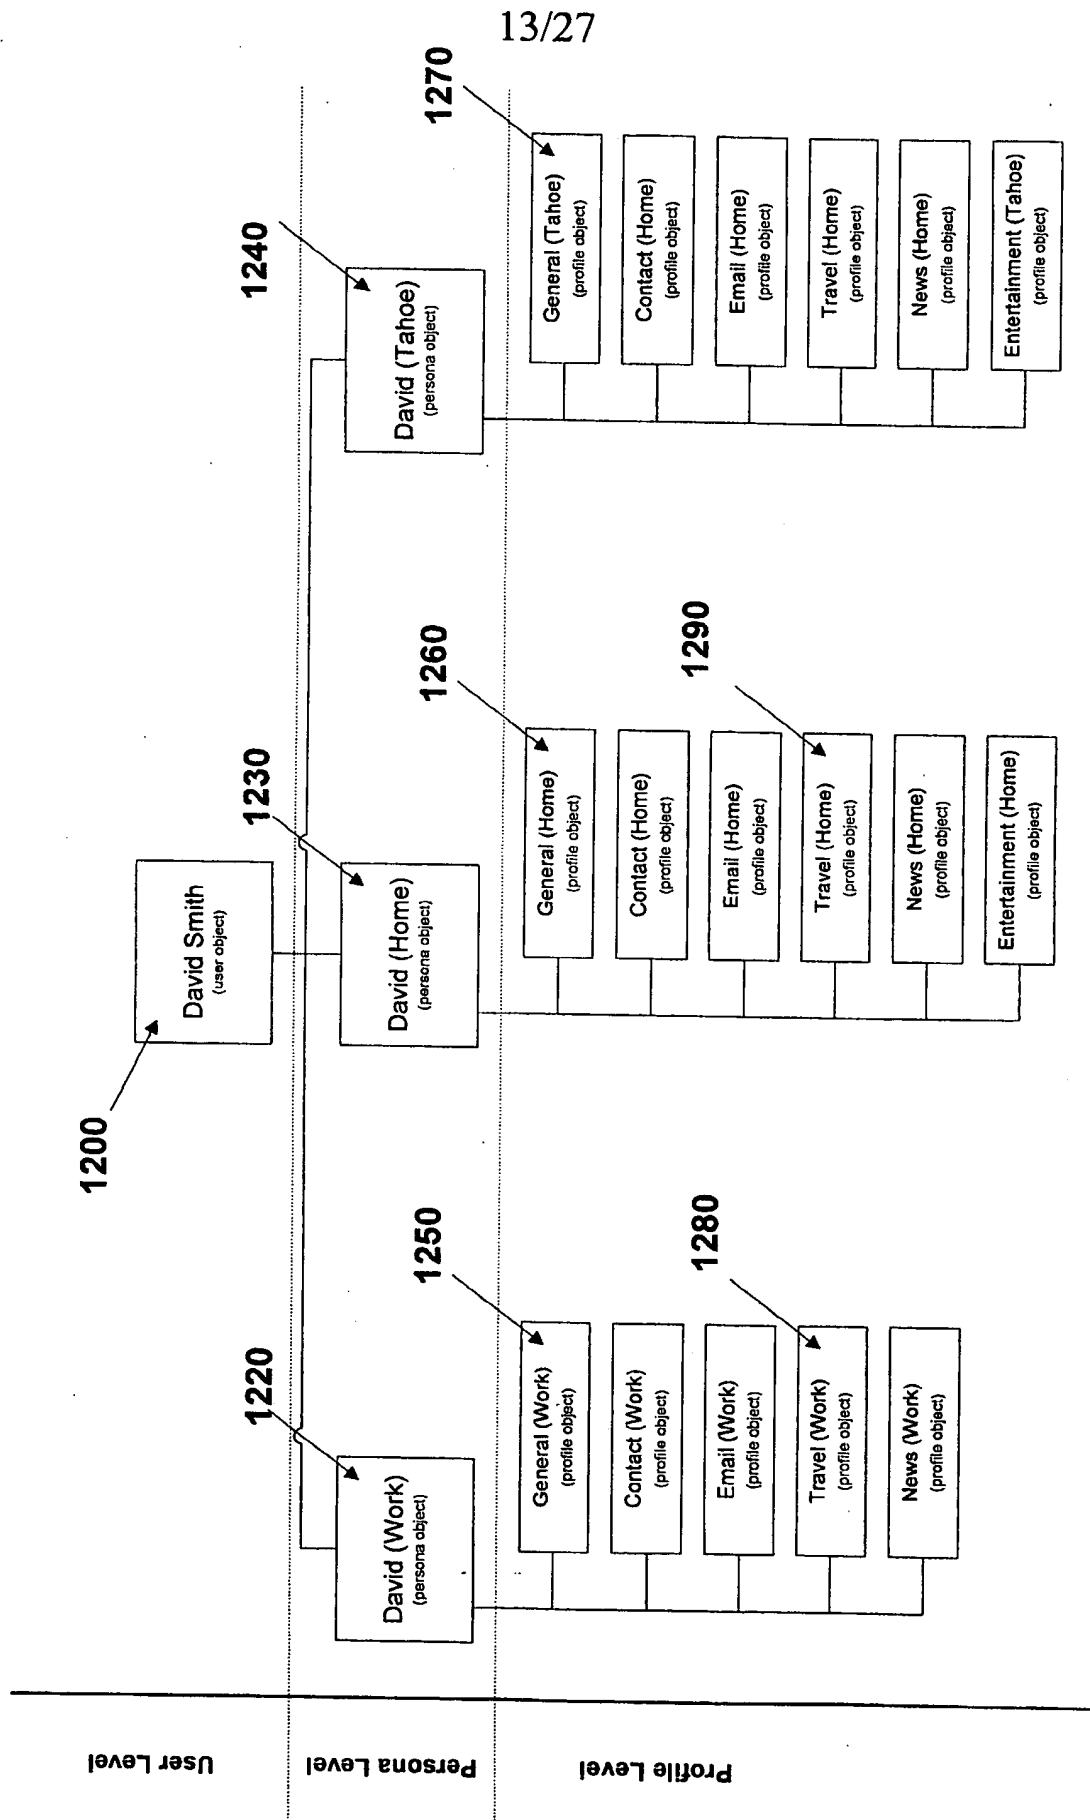 13/27
User Level
Persona Level
Profile Level
1200
David Smith
(user object)
1220
David (Work)
(persona object)
1230
David (Home)
(persona object)
1240
David (Tahoe)
(persona object)
1250
General (Work)
(profile object)
Contact (Work)
(profile object)
Email (Work)
(profile object)
1280
Travel (Work)
(profile object)
News (Work)
(profile object)
1260
General (Home)
(profile object)
Contact (Home)
(profile object)
Email (Home)
(profile object)
1290
Travel (Home)
(profile object)
News (Home)
(profile object)
Entertainment (Home)
(profile object)
1270
General (Tahoe)
(profile object)
Contact (Home)
(profile object)
Email (Home)
(profile object)
Travel (Home)
(profile object)
News (Home)
(profile object)
Entertainment (Tahoe)
(profile object)